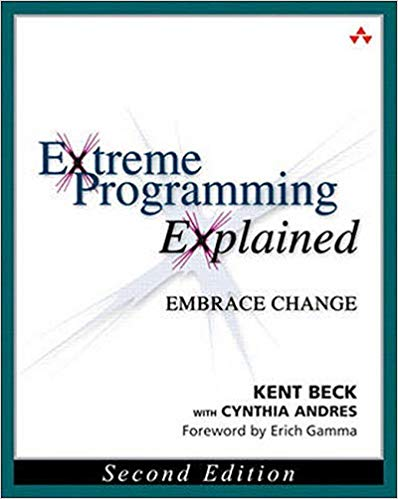 Extreme
Programming
Explained
EMBRACE CHANGE
KENT BECK
WITH CYNTHIA ANDRES
Foreword by Erich Gamma
Second Edition